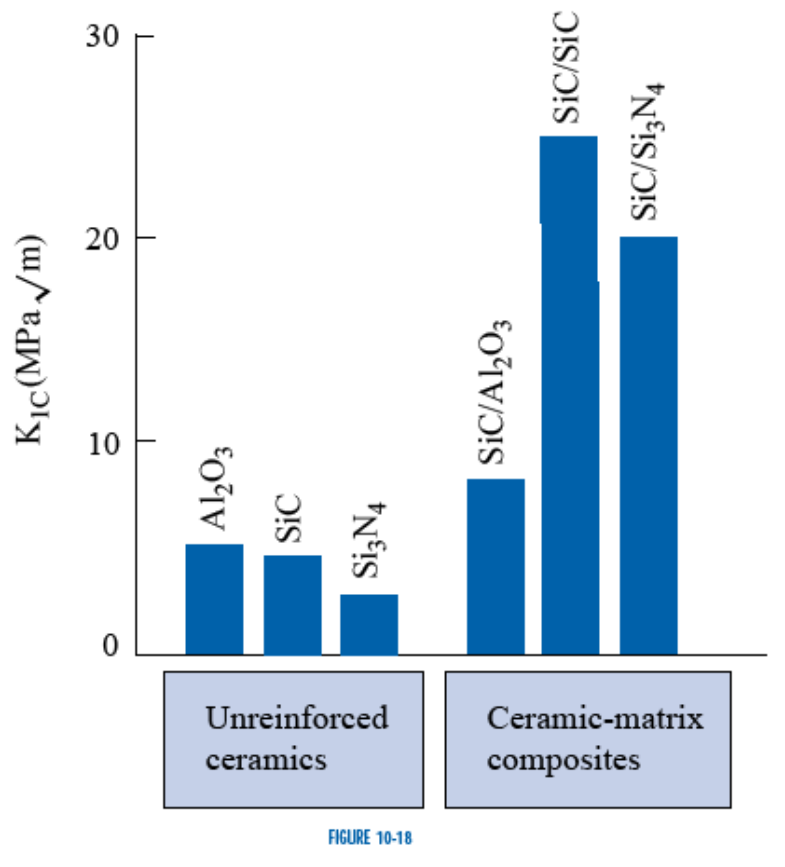 30
20
10
0
K1C(MPa√m)
Al2O3
SiC
Si3N4
SiC/Al2O3
SiC/SiC
SiC/Si3N4
Unreinforced
ceramics
Ceramic-matrix
composites
FIGURE 10-18